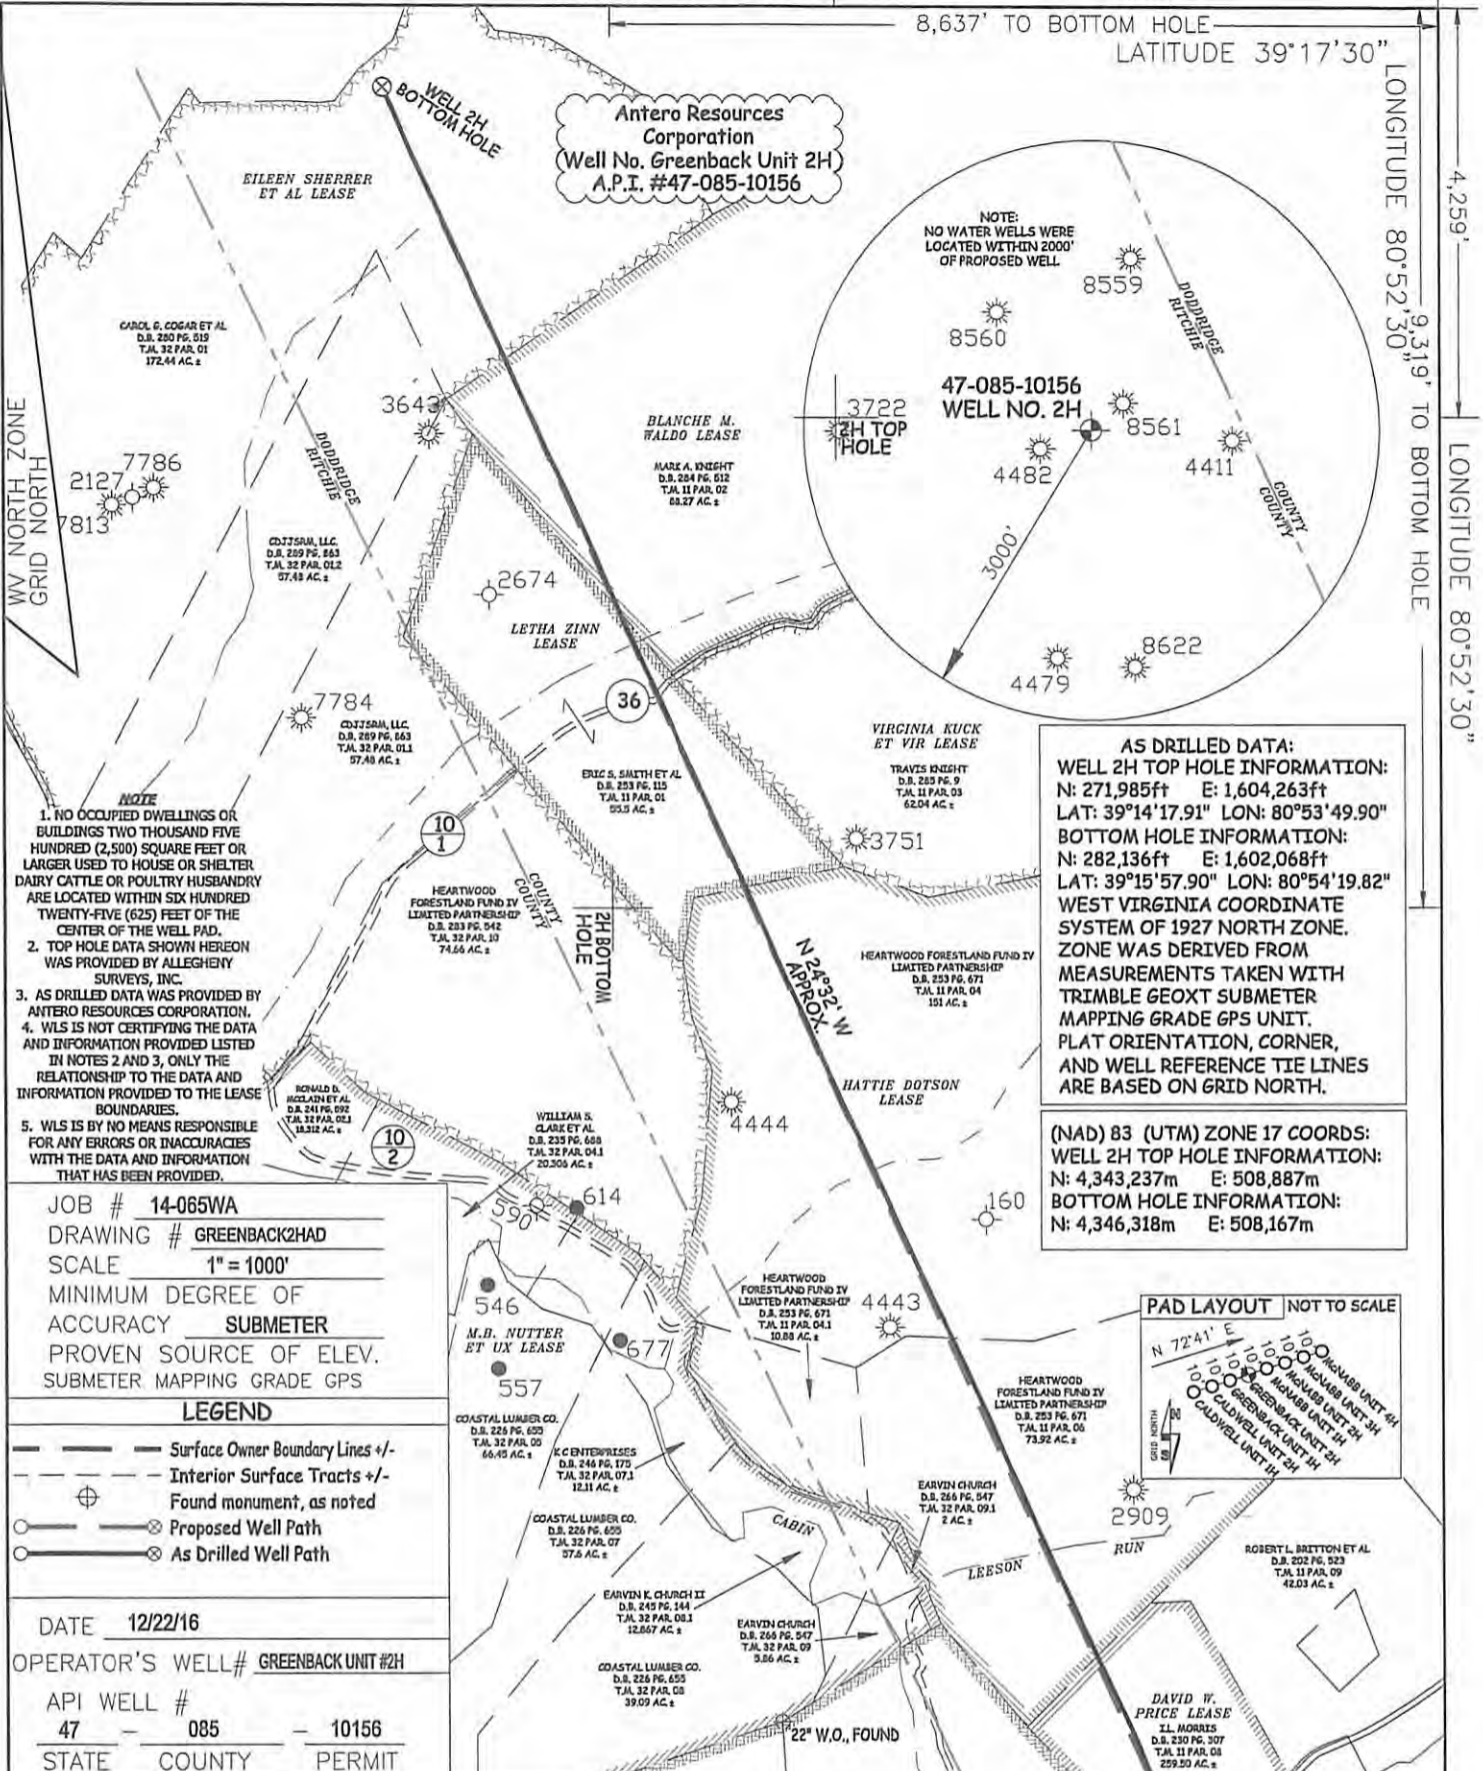 8,637' TO BOTTOM HOLE
LATITUDE 39°17'30"
LONGITUDE 80°52'30"
9,319' TO BOTTOM HOLE
4,259'
LONGITUDE 80°52'30"
WELL 2H
BOTTOM HOLE
Antero Resources
Corporation
(Well No. Greenback Unit 2H)
A.P.I. #47-085-10156
EILEEN SHERRER
ET AL LEASE
NOTE:
NO WATER WELLS WERE
LOCATED WITHIN 2000'
OF PROPOSED WELL
8559
8560
DODDRIDGE
RITCHIE
47-085-10156
WELL NO. 2H
8561
4482
4411
COUNTY
COUNTY
3000'
4479
8622
3722
2H TOP
HOLE
CAROL G. COGAR ET AL
D.B. 280 PG. 519
T.M. 32 PAR. 01
172.44 AC. ±
WV NORTH ZONE
GRID NORTH
3643
DODDRIDGE
RITCHIE
2127
7786
7813
BLANCHE M.
WALDO LEASE
MARK A. KNIGHT
D.B. 284 PG. 512
T.M. 11 PAR. 02
88.27 AC. ±
CDJJSRM, LLC.
D.B. 289 PG. 863
T.M. 32 PAR. 01.2
57.48 AC. ±
2674
LETHA ZINN
LEASE
36
7784
CDJJSRM, LLC.
D.B. 289 PG. 863
T.M. 32 PAR. 01.1
57.48 AC. ±
VIRGINIA KUCK
ET VIR LEASE
TRAVIS KNIGHT
D.B. 285 PG. 9
T.M. 11 PAR. 03
62.04 AC. ±
ERIC S. SMITH ET AL
D.B. 253 PG. 115
T.M. 11 PAR. 01
55.5 AC. ±
3751
10
1
AS DRILLED DATA:
WELL 2H TOP HOLE INFORMATION:
N: 271,985ft E: 1,604,263ft
LAT: 39°14'17.91" LON: 80°53'49.90"
BOTTOM HOLE INFORMATION:
N: 282,136ft E: 1,602,068ft
LAT: 39°15'57.90" LON: 80°54'19.82"
WEST VIRGINIA COORDINATE
SYSTEM OF 1927 NORTH ZONE.
ZONE WAS DERIVED FROM
MEASUREMENTS TAKEN WITH
TRIMBLE GEOXT SUBMETER
MAPPING GRADE GPS UNIT.
PLAT ORIENTATION, CORNER,
AND WELL REFERENCE TIE LINES
ARE BASED ON GRID NORTH.
(NAD) 83 (UTM) ZONE 17 COORDS:
WELL 2H TOP HOLE INFORMATION:
N: 4,343,237m E: 508,887m
BOTTOM HOLE INFORMATION:
N: 4,346,318m E: 508,167m
NOTE
1. NO OCCUPIED DWELLINGS OR
BUILDINGS TWO THOUSAND FIVE
HUNDRED (2,500) SQUARE FEET OR
LARGER USED TO HOUSE OR SHELTER
DAIRY CATTLE OR POULTRY HUSBANDRY
ARE LOCATED WITHIN SIX HUNDRED
TWENTY-FIVE (625) FEET OF THE
CENTER OF THE WELL PAD.
2. TOP HOLE DATA SHOWN HEREON
WAS PROVIDED BY ALLEGHENY
SURVEYS, INC.
3. AS DRILLED DATA WAS PROVIDED BY
ANTERO RESOURCES CORPORATION.
4. WLS IS NOT CERTIFYING THE DATA
AND INFORMATION PROVIDED LISTED
IN NOTES 2 AND 3, ONLY THE
RELATIONSHIP TO THE DATA AND
INFORMATION PROVIDED TO THE LEASE
BOUNDARIES.
5. WLS IS BY NO MEANS RESPONSIBLE
FOR ANY ERRORS OR INACCURACIES
WITH THE DATA AND INFORMATION
THAT HAS BEEN PROVIDED.
HEARTWOOD
FORESTLAND FUND IV
LIMITED PARTNERSHIP
D.B. 283 PG. 542
T.M. 32 PAR. 10
74.66 AC. ±
COUNTY
COUNTY
2H BOTTOM
HOLE
N 24°32' W
APPROX.
HEARTWOOD FORESTLAND FUND IV
LIMITED PARTNERSHIP
D.B. 253 PG. 671
T.M. 11 PAR. 04
151 AC. ±
HATTIE DOTSON
LEASE
4444
RONALD D.
MCCLAIN ET AL
D.B. 241 PG. 592
T.M. 32 PAR. 02.1
18.312 AC. ±
10
2
WILLIAM S.
CLARK ET AL
D.B. 235 PG. 688
T.M. 32 PAR. 04.1
20.306 AC. ±
590
614
160
546
M.B. NUTTER
ET UX LEASE
677
557
HEARTWOOD
FORESTLAND FUND IV
LIMITED PARTNERSHIP
D.B. 253 PG. 671
T.M. 11 PAR. 04.1
10.88 AC. ±
4443
HEARTWOOD
FORESTLAND FUND IV
LIMITED PARTNERSHIP
D.B. 253 PG. 671
T.M. 11 PAR. 06
73.92 AC. ±
PAD LAYOUT NOT TO SCALE
N 72°41' E
10' 10' 10' 10' 10' 10' 10'
McNABB UNIT 4H
McNABB UNIT 3H
McNABB UNIT 2H
McNABB UNIT 1H
GREENBACK UNIT 2H
GREENBACK UNIT 1H
CALDWELL UNIT 2H
CALDWELL UNIT 1H
GRID NORTH
JOB # 14-065WA
DRAWING # GREENBACK2HAD
SCALE 1" = 1000'
MINIMUM DEGREE OF
ACCURACY SUBMETER
PROVEN SOURCE OF ELEV.
SUBMETER MAPPING GRADE GPS
LEGEND
Surface Owner Boundary Lines +/-
Interior Surface Tracts +/-
Found monument, as noted
Proposed Well Path
As Drilled Well Path
DATE 12/22/16
OPERATOR'S WELL# GREENBACK UNIT #2H
API WELL #
47 – 085 – 10156
STATE COUNTY PERMIT
COASTAL LUMBER CO.
D.B. 226 PG. 655
T.M. 32 PAR. 05
66.45 AC. ±
K C ENTERPRISES
D.B. 246 PG. 175
T.M. 32 PAR. 07.1
12.11 AC. ±
COASTAL LUMBER CO.
D.B. 226 PG. 655
T.M. 32 PAR. 07
57.6 AC. ±
CABIN
EARVIN CHURCH
D.B. 266 PG. 547
T.M. 32 PAR. 09.1
2 AC. ±
2909
LEESON
RUN
ROBERT L. BRITTON ET AL
D.B. 202 PG. 523
T.M. 11 PAR. 09
42.03 AC. ±
EARVIN K. CHURCH II
D.B. 245 PG. 144
T.M. 32 PAR. 08.1
12.867 AC. ±
EARVIN CHURCH
D.B. 266 PG. 547
T.M. 32 PAR. 09
5.86 AC. ±
COASTAL LUMBER CO.
D.B. 226 PG. 655
T.M. 32 PAR. 08
39.09 AC. ±
22" W.O., FOUND
DAVID W.
PRICE LEASE
I.L. MORRIS
D.B. 230 PG. 307
T.M. 11 PAR. 08
259.50 AC. ±